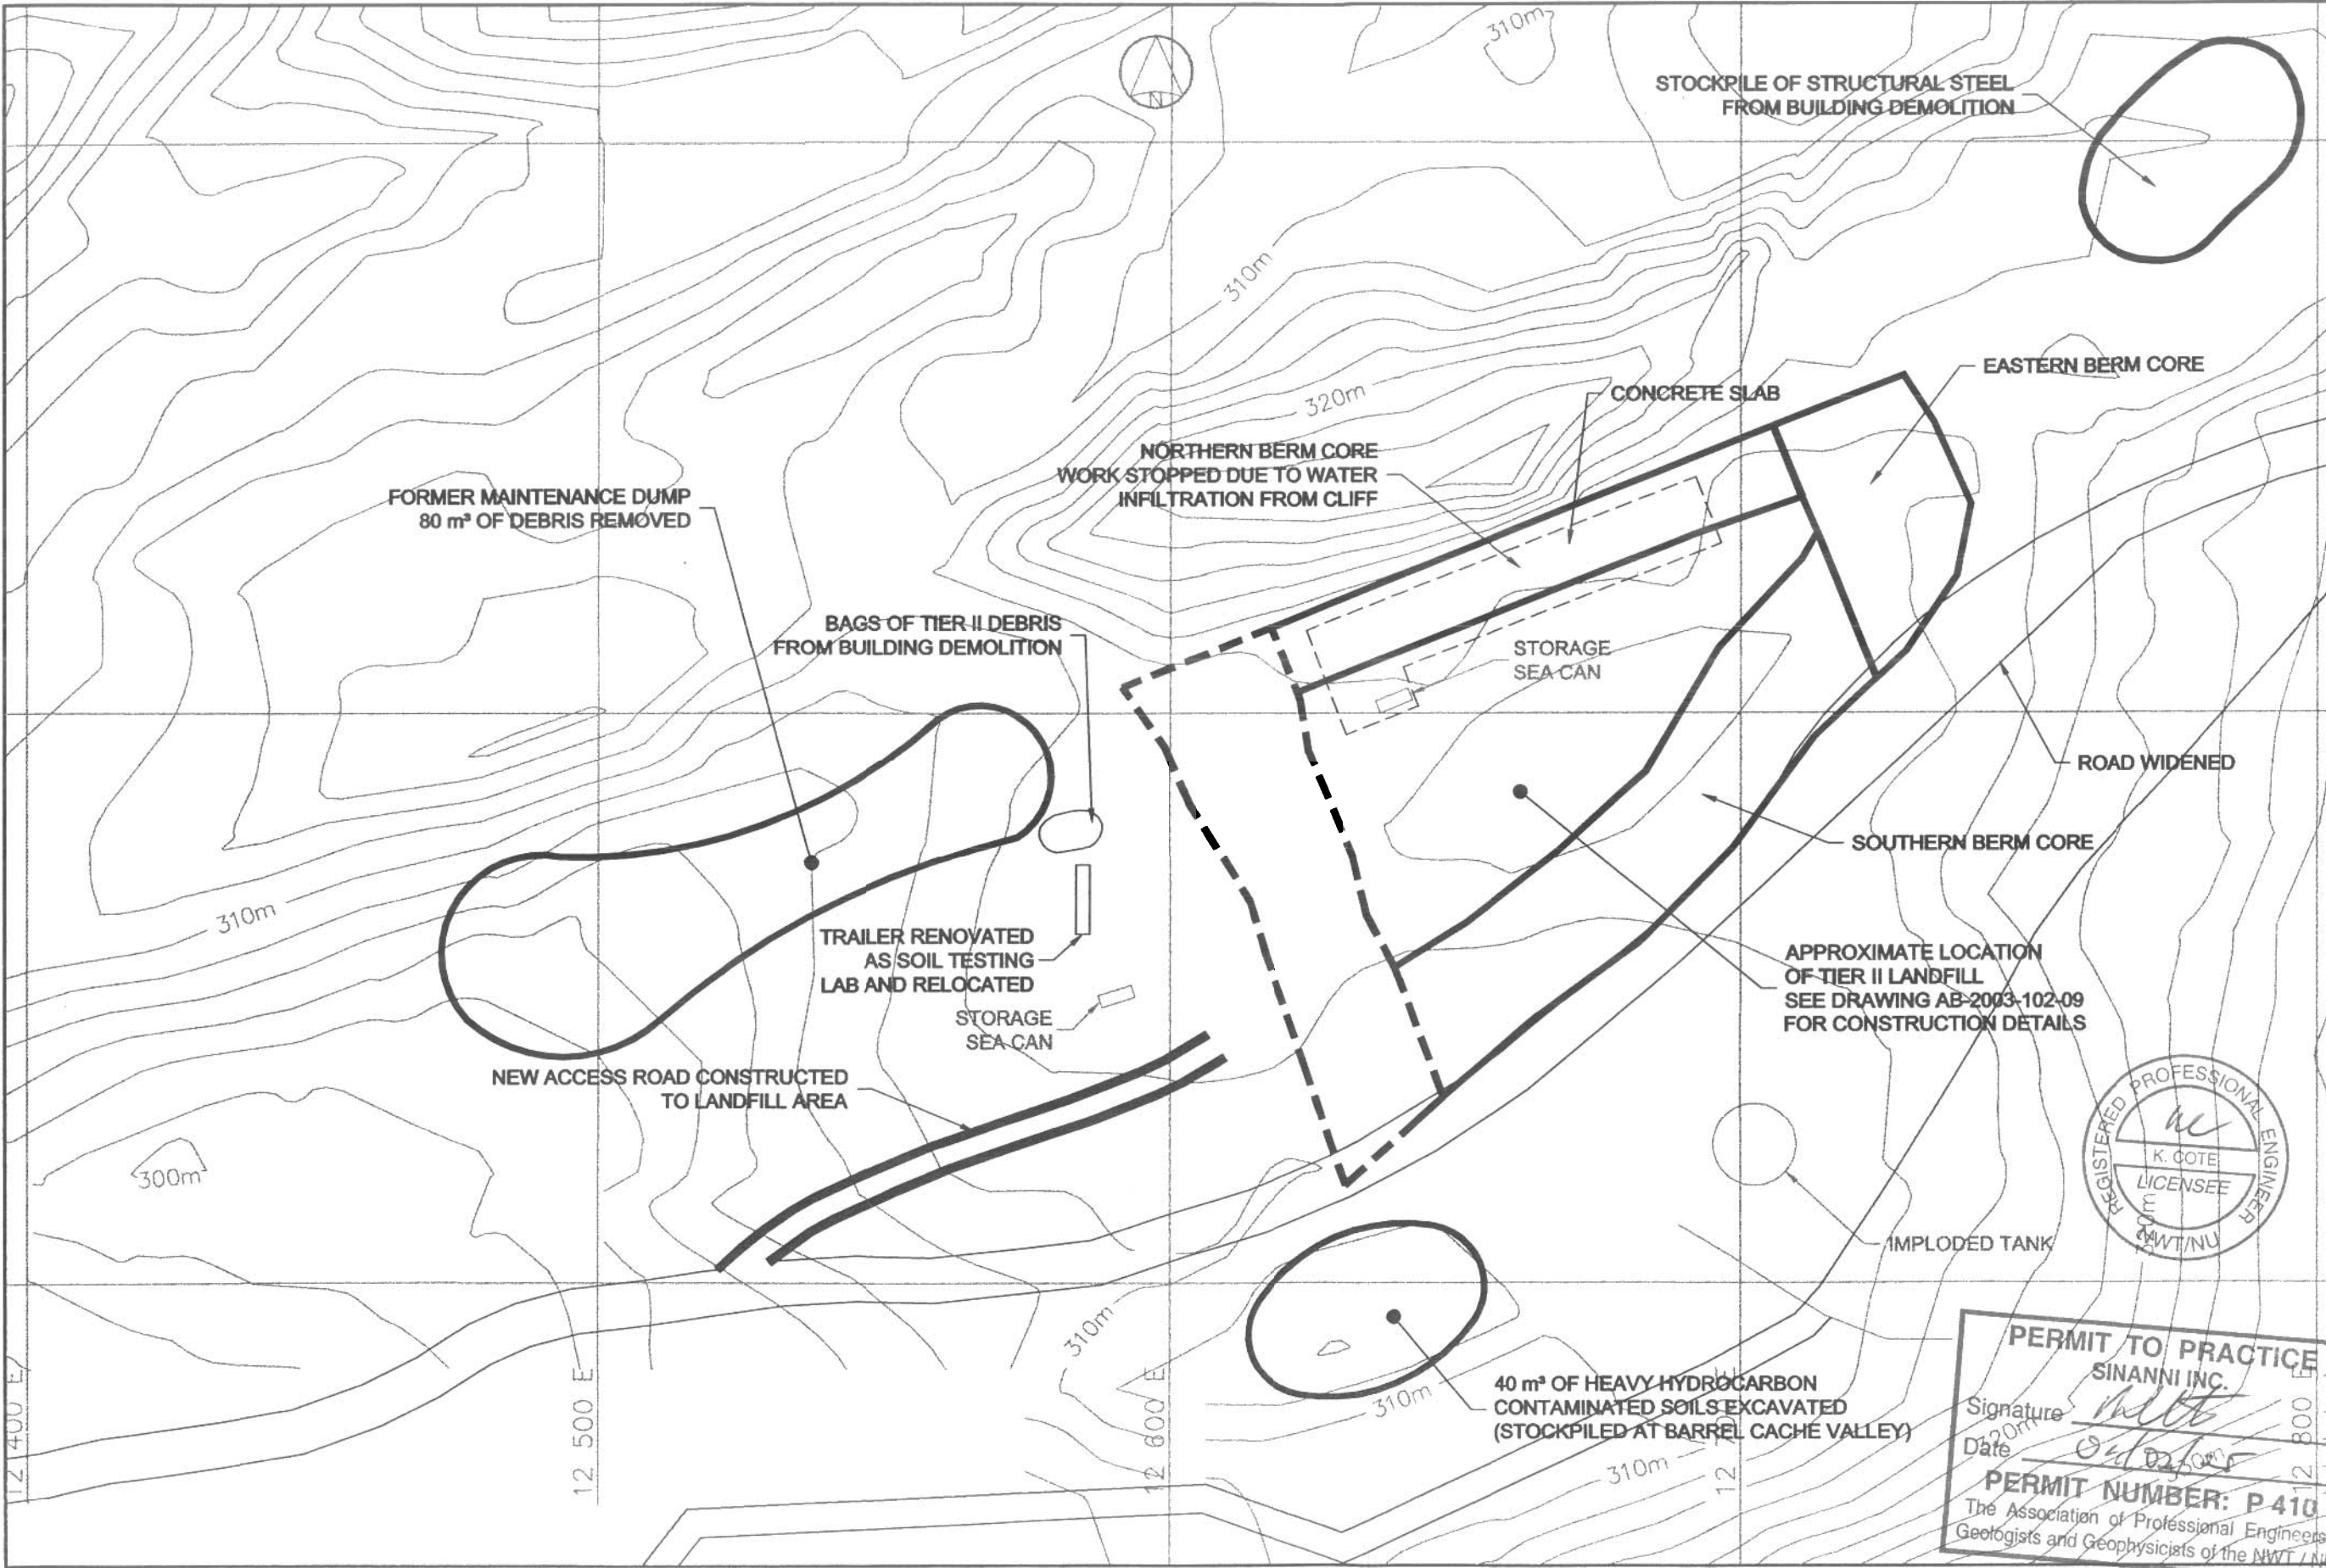 310m
N
STOCKPILE OF STRUCTURAL STEEL
FROM BUILDING DEMOLITION
310m
EASTERN BERM CORE
CONCRETE SLAB
320m
NORTHERN BERM CORE
WORK STOPPED DUE TO WATER
INFILTRATION FROM CLIFF
FORMER MAINTENANCE DUMP
80 m³ OF DEBRIS REMOVED
BAGS OF TIER II DEBRIS
FROM BUILDING DEMOLITION
STORAGE
SEA CAN
ROAD WIDENED
SOUTHERN BERM CORE
310m
TRAILER RENOVATED
AS SOIL TESTING
LAB AND RELOCATED
APPROXIMATE LOCATION
OF TIER II LANDFILL
SEE DRAWING AB-2003-102-09
FOR CONSTRUCTION DETAILS
STORAGE
SEA CAN
NEW ACCESS ROAD CONSTRUCTED
TO LANDFILL AREA
300m
REGISTERED PROFESSIONAL ENGINEER
K. COTE
LICENSEE
NWT/NU
IMPLODED TANK
310m
310m
40 m³ OF HEAVY HYDROCARBON
CONTAMINATED SOILS EXCAVATED
(STOCKPILED AT BARREL CACHE VALLEY)
310m
12 400 E
12 500 E
12 600 E
12
12 800 E
PERMIT TO PRACTICE
SINANNI INC.
Signature
Date
320m
PERMIT NUMBER: P 410
The Association of Professional Engineers
Geologists and Geophysicists of the NWT